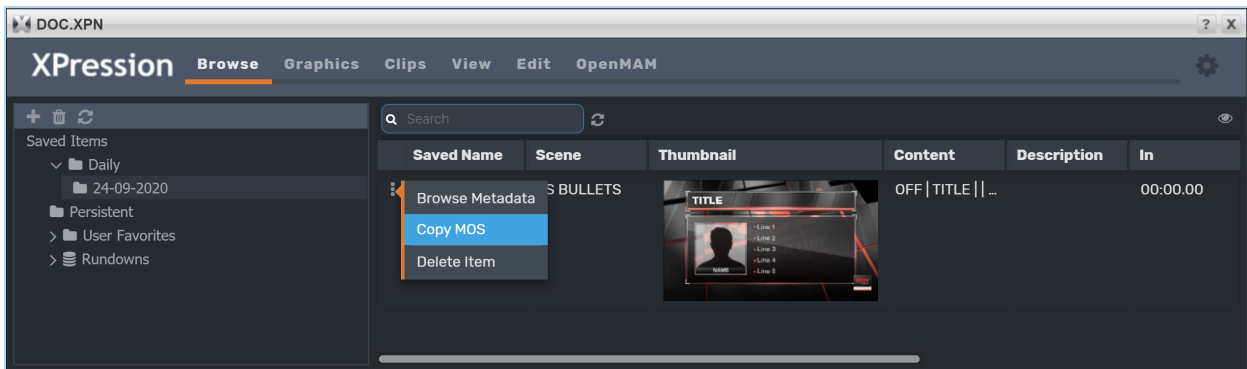 DOC.XPN
? X
XPression Browse Graphics Clips View Edit OpenMAM
Saved Items
Daily
24-09-2020
Persistent
User Favorites
Rundowns
Search
Saved Name Scene Thumbnail Content Description In
S BULLETS OFF | TITLE | | ... 00:00.00
Browse Metadata
Copy MOS
Delete Item
TITLE
• Line 1
• Line 2
• Line 3
• Line 4
• Line 5
NAME